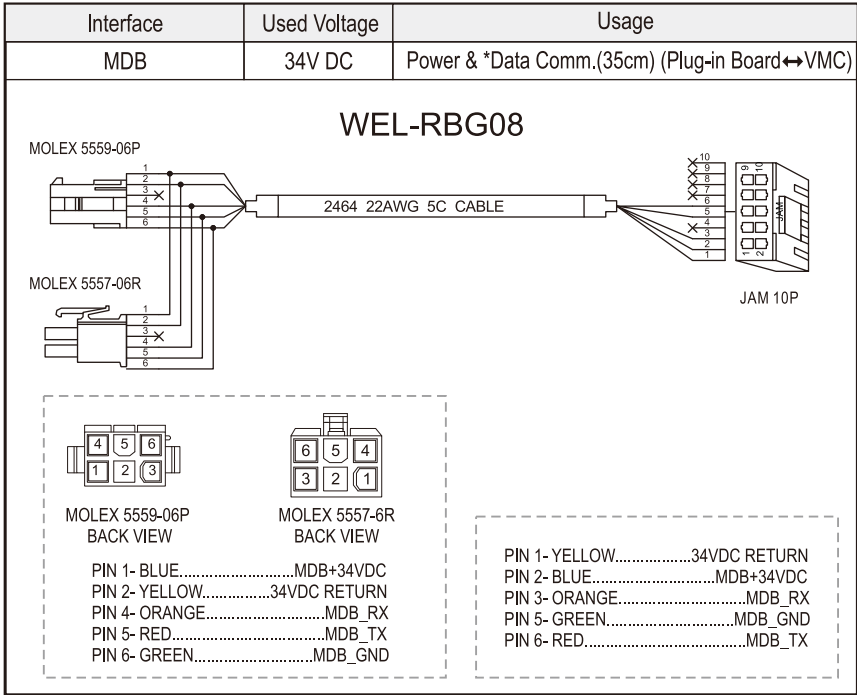 Interface Used Voltage Usage
MDB 34V DC Power & *Data Comm.(35cm) (Plug-in Board↔VMC)
WEL-RBG08
MOLEX 5559-06P
1
2
3
4
5
6
2464 22AWG 5C CABLE
10
9
8
7
6
5
4
3
2
1
9 10
JAM
1 2
JAM 10P
MOLEX 5557-06R
1
2
3
4
5
6
4 5 6
1 2 3
6 5 4
3 2 1
MOLEX 5559-06P
BACK VIEW
MOLEX 5557-6R
BACK VIEW
PIN 1- BLUE.......................MDB+34VDC
PIN 2- YELLOW.............34VDC RETURN
PIN 4- ORANGE........................MDB_RX
PIN 5- RED...............................MDB_TX
PIN 6- GREEN........................MDB_GND
PIN 1- YELLOW..............34VDC RETURN
PIN 2- BLUE.......................MDB+34VDC
PIN 3- ORANGE........................MDB_RX
PIN 5- GREEN........................MDB_GND
PIN 6- RED...............................MDB_TX